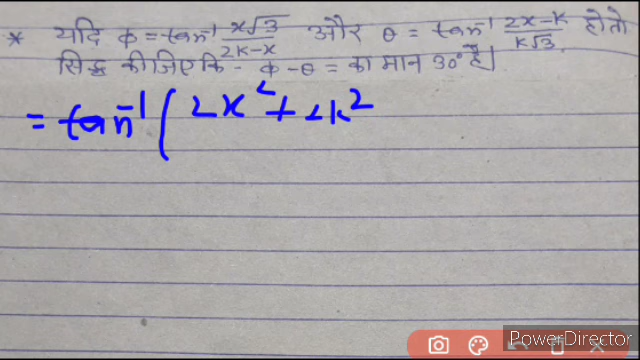 * यदि φ = tan⁻¹ x√3 / 2k-x और θ = tan⁻¹ 2x-k / k√3 हो तो
सिद्ध कीजिए कि - φ - θ = का मान 30° है।
= tan⁻¹ ( 2x² + 2k²
PowerDirector